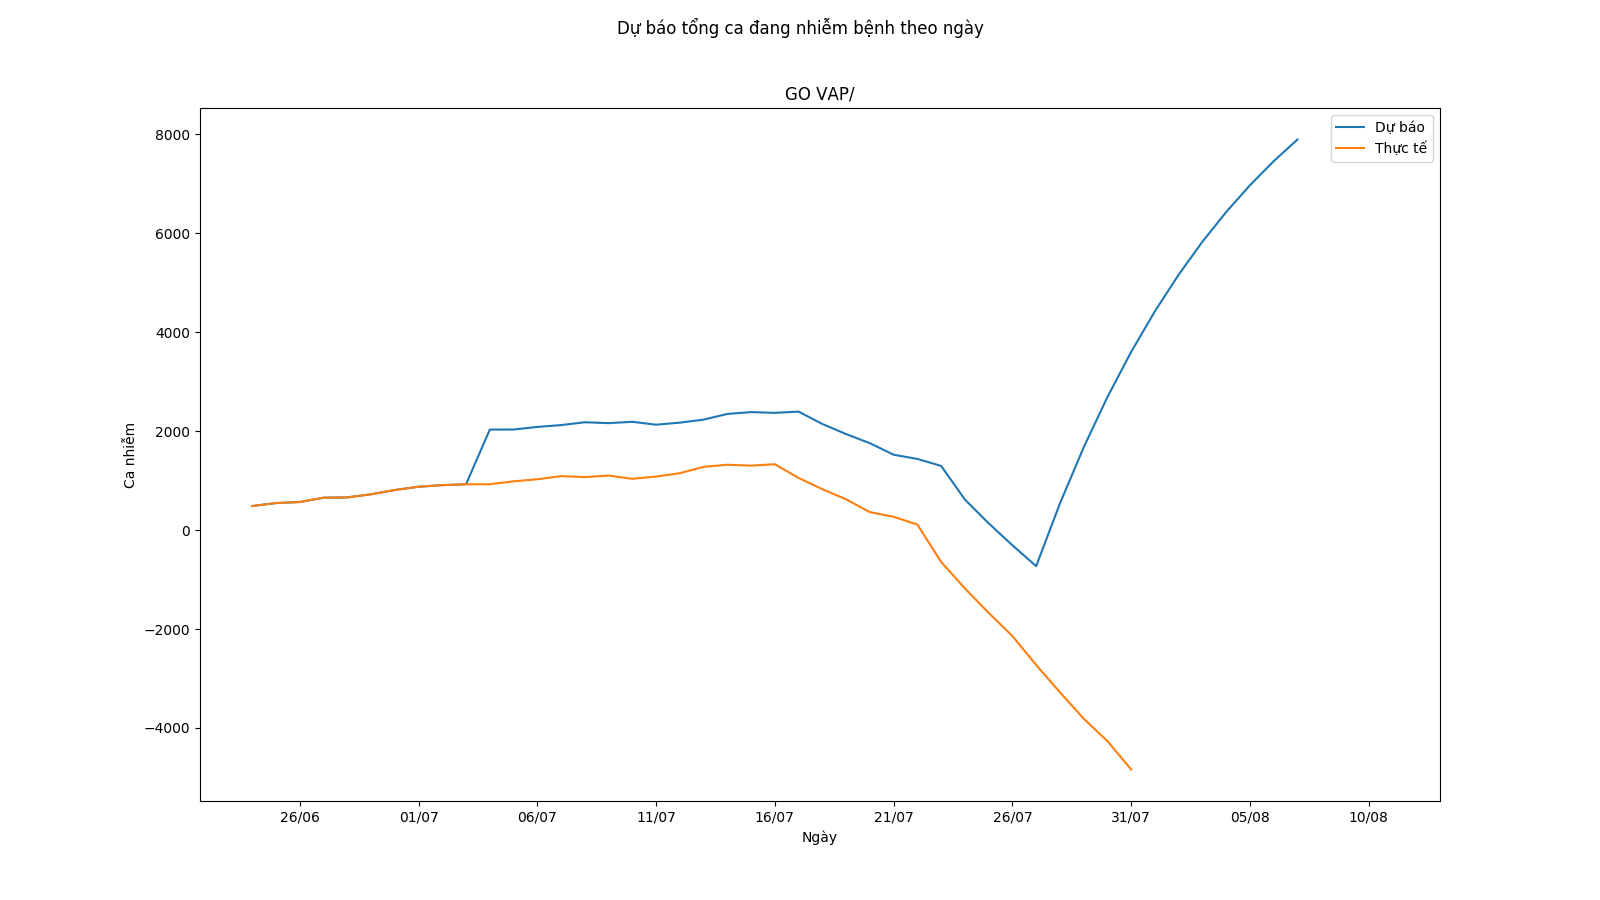 Dự báo tổng ca đang nhiễm bệnh theo ngày
GO VAP/
Dự báo
Thực tế
8000
6000
4000
2000
0
−2000
−4000
Ca nhiễm
26/06 01/07 06/07 11/07 16/07 21/07 26/07 31/07 05/08 10/08
Ngày